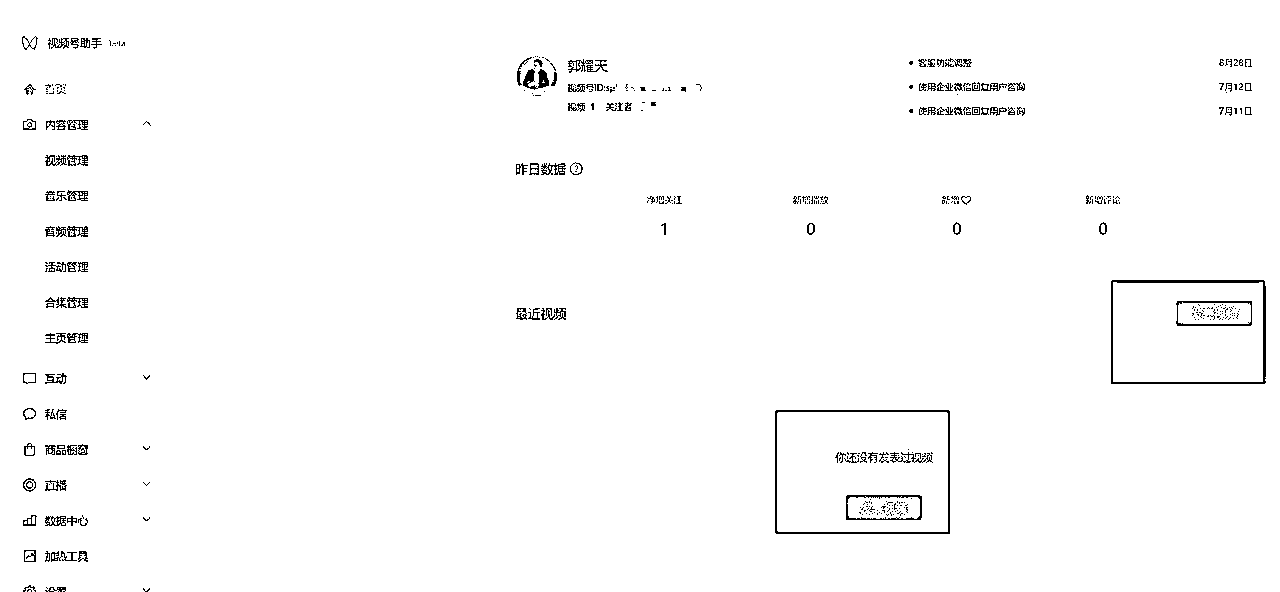 视频号助手 Beta
首页
内容管理
视频管理
音乐管理
音频管理
活动管理
合集管理
主页管理
互动
私信
商品橱窗
直播
数据中心
加热工具
设置
郭耀天
视频号ID:sp
视频 1 关注者
客服功能调整 8月28日
使用企业微信回复用户咨询 7月12日
使用企业微信回复用户咨询 7月11日
昨日数据
净增关注 新增播放 新增 新增评论
1 0 0 0
最近视频
你还没有发表过视频